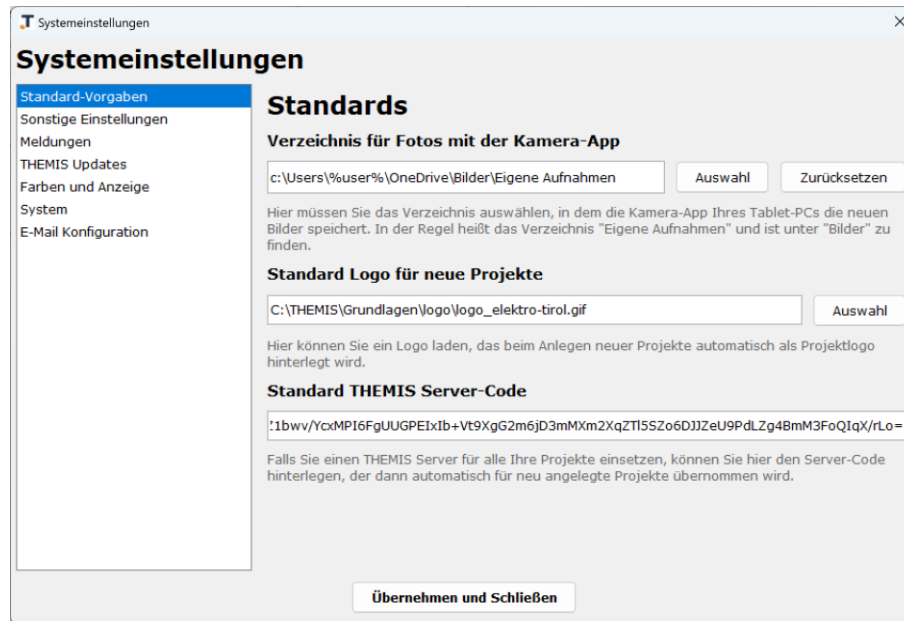 Systemeinstellungen
Systemeinstellungen
Standard-Vorgaben
Sonstige Einstellungen
Meldungen
THEMIS Updates
Farben und Anzeige
System
E-Mail Konfiguration
Standards
Verzeichnis für Fotos mit der Kamera-App
c:\Users\%user%\OneDrive\Bilder\Eigene Aufnahmen
Auswahl
Zurücksetzen
Hier müssen Sie das Verzeichnis auswählen, in dem die Kamera-App Ihres Tablet-PCs die neuen
Bilder speichert. In der Regel heißt das Verzeichnis "Eigene Aufnahmen" und ist unter "Bilder" zu
finden.
Standard Logo für neue Projekte
C:\THEMIS\Grundlagen\logo\logo_elektro-tirol.gif
Auswahl
Hier können Sie ein Logo laden, das beim Anlegen neuer Projekte automatisch als Projektlogo
hinterlegt wird.
Standard THEMIS Server-Code
Falls Sie einen THEMIS Server für alle Ihre Projekte einsetzen, können Sie hier den Server-Code
hinterlegen, der dann automatisch für neu angelegte Projekte übernommen wird.
Übernehmen und Schließen